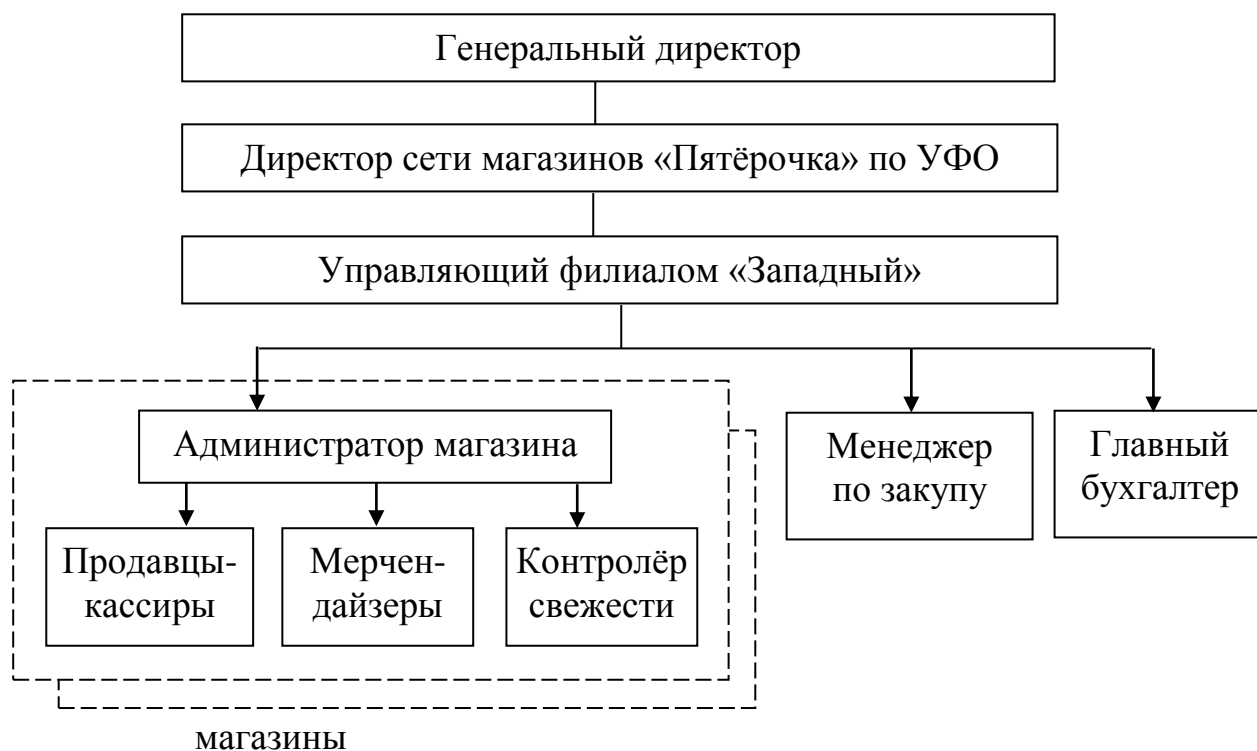 Генеральный директор
Директор сети магазинов «Пятёрочка» по УФО
Управляющий филиалом «Западный»
Администратор магазина
Менеджер
по закупу
Главный
бухгалтер
Продавцы-
кассиры
Мерчен-
дайзеры
Контролёр
свежести
магазины